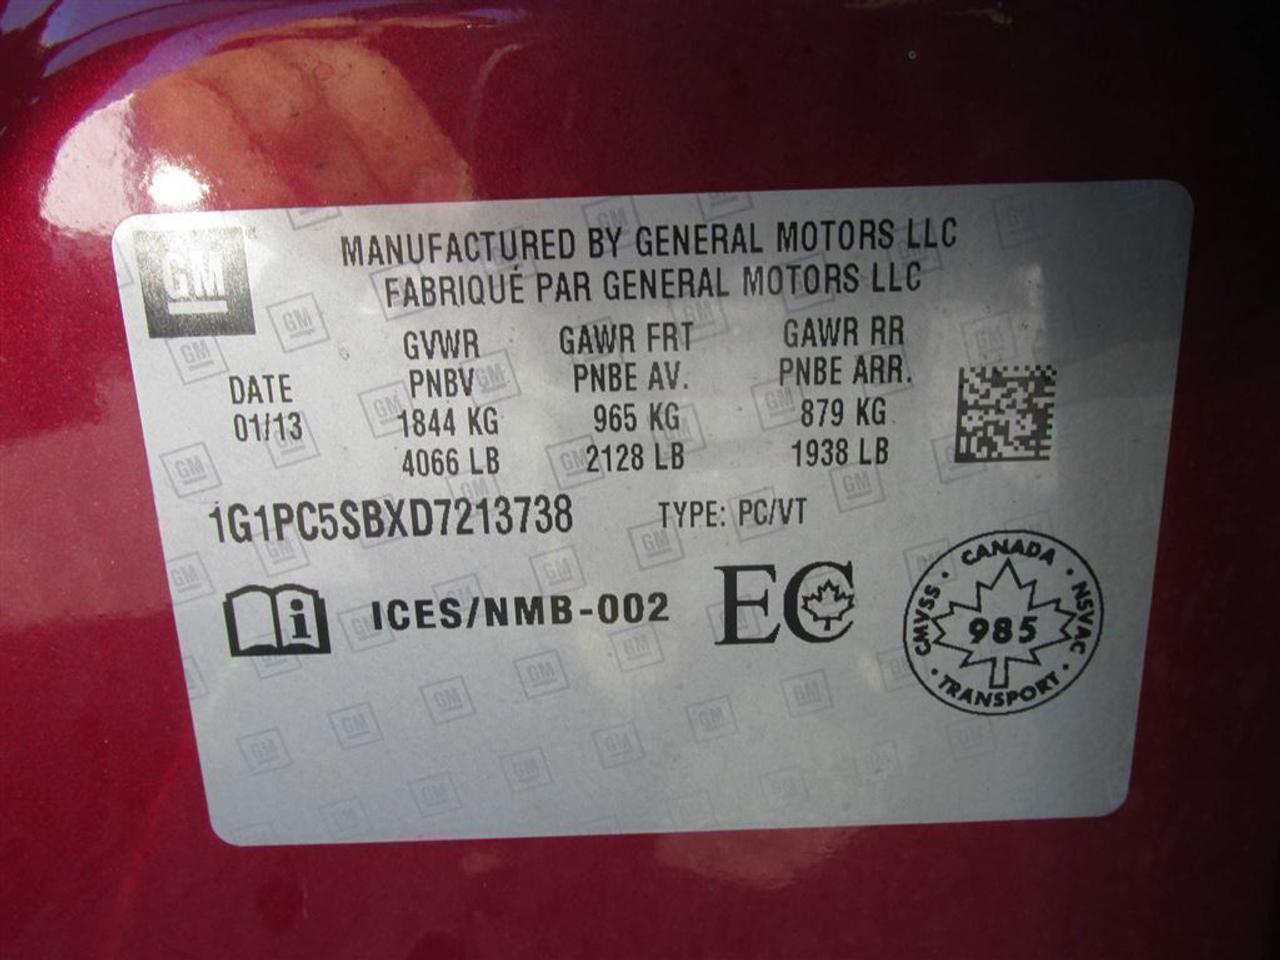 GM
MANUFACTURED BY GENERAL MOTORS LLC
FABRIQUÉ PAR GENERAL MOTORS LLC
DATE
01/13
GVWR
PNBV
1844 KG
4066 LB
GAWR FRT
PNBE AV.
965 KG
2128 LB
GAWR RR
PNBE ARR.
879 KG
1938 LB
1G1PC5SBXD7213738 TYPE: PC/VT
i ICES/NMB-002 EC
CMVSS · CANADA · NSVAC · TRANSPORT ·
985